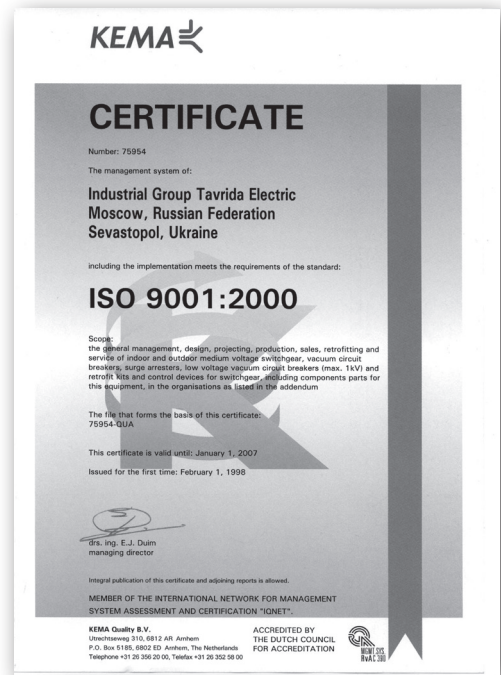 KEMA
CERTIFICATE
Number: 75954
The management system of:
Industrial Group Tavrida Electric
Moscow, Russian Federation
Sevastopol, Ukraine
including the implementation meets the requirements of the standard:
ISO 9001:2000
Scope:
the general management, design, projecting, production, sales, retrofitting and
service of indoor and outdoor medium voltage switchgear, vacuum circuit
breakers, surge arresters, low voltage vacuum circuit breakers (max. 1kV) and
retrofit kits and control devices for switchgear, including components parts for
this equipment, in the organisations as listed in the addendum
The file that forms the basis of this certificate:
75954-QUA
This certificate is valid until: January 1, 2007
Issued for the first time: February 1, 1998
drs. ing. E.J. Duim
managing director
Integral publication of this certificate and adjoining reports is allowed.
MEMBER OF THE INTERNATIONAL NETWORK FOR MANAGEMENT
SYSTEM ASSESSMENT AND CERTIFICATION "IQNET".
KEMA Quality B.V.
Utrechtseweg 310, 6812 AR Arnhem
P.O. Box 5185, 6802 ED Arnhem, The Netherlands
Telephone +31 26 356 20 00, Telefax +31 26 352 58 00
ACCREDITED BY
THE DUTCH COUNCIL
FOR ACCREDITATION
MGMT.SYS.
RvA C 300